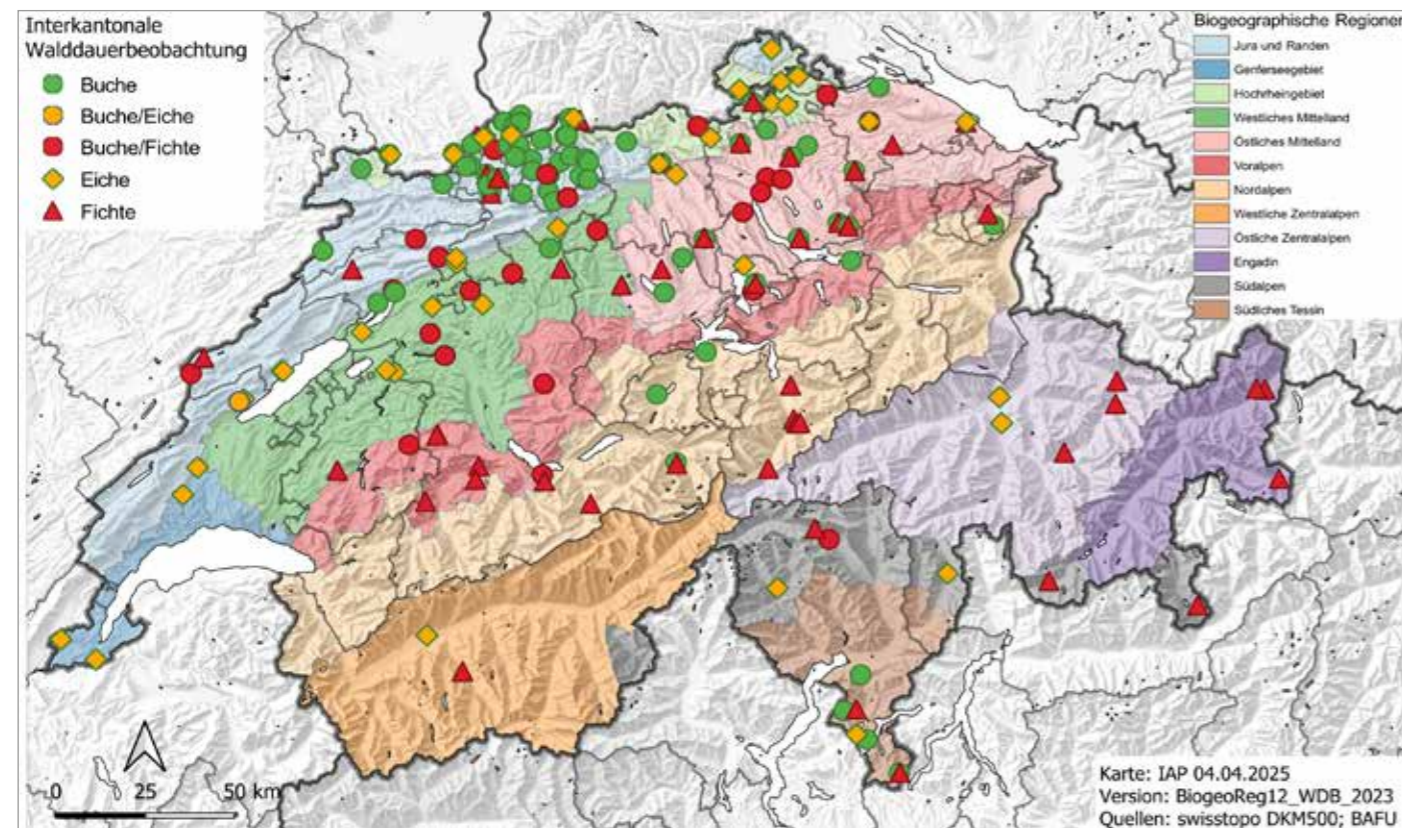 Interkantonale
Walddauerbeobachtung
Buche
Buche/Eiche
Buche/Fichte
Eiche
Fichte
Biogeographische Regionen
Jura und Randen
Genferseegebiet
Hochrheingebiet
Westliches Mittelland
Östliches Mittelland
Voralpen
Nordalpen
Westliche Zentralalpen
Östliche Zentralalpen
Engadin
Südalpen
Südliches Tessin
0 25 50 km
Karte: IAP 04.04.2025
Version: BiogeoReg12_WDB_2023
Quellen: swisstopo DKM500; BAFU